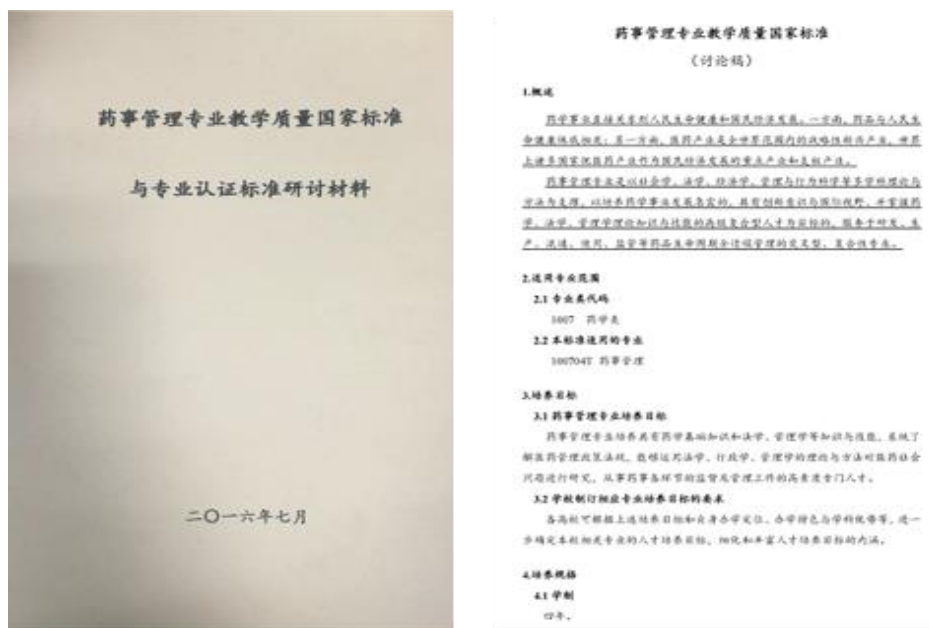 药事管理专业教学质量国家标准
与专业认证标准研讨材料
二〇一六年七月
药事管理专业教学质量国家标准
（讨论稿）
1.概述
药学事业直接关系到人民生命健康和国民经济发展。一方面，药品与人民生
命健康休戚相关；另一方面，医药产业是全世界范围内的战略性新兴产业，世界
上诸多国家把医药产业作为国民经济发展的重点产业和支柱产业。
药事管理专业是以社会学、法学、经济学、管理与行为科学等多学科理论与
方法为支撑，以培养药学事业发展急需的，具有创新意识与国际视野，并掌握药
学、法学、管理学理论知识与技能的高级复合型人才为目标的，服务于研发、生
产、流通、使用、监管等药品生命周期全过程管理的交叉型、复合性专业。
2.适用专业范围
2.1 专业类代码
1007 药学类
2.2 本标准适用的专业
100704T 药事管理
3.培养目标
3.1 药事管理专业培养目标
药事管理专业培养具有药学基础知识和法学、管理学等知识与技能，系统了
解医药管理政策法规，能够运用法学、行政学、管理学的理论与方法对医药社会
问题进行研究，从事药事各环节的监督及管理工作的高素质专门人才。
3.2 学校制订相应专业培养目标的要求
各高校可根据上述培养目标和自身办学定位、办学特色与学科优势等，进一
步确定本校相关专业的人才培养目标，细化和丰富人才培养目标的内涵。
4.培养规格
4.1 学制
四年。